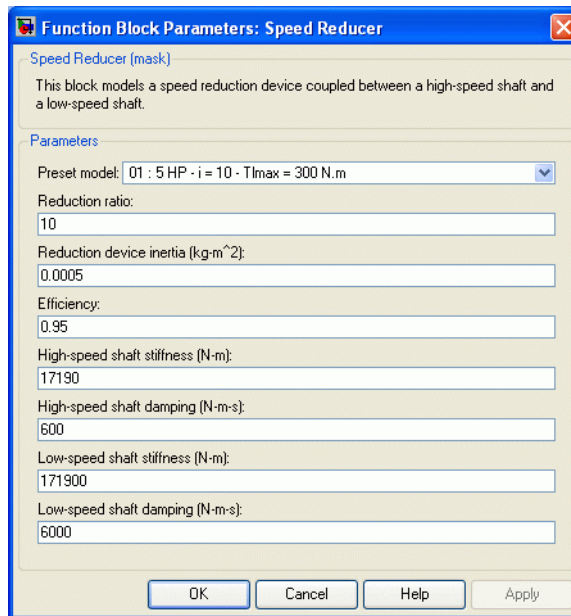 Function Block Parameters: Speed Reducer
Speed Reducer (mask)
This block models a speed reduction device coupled between a high-speed shaft and
a low-speed shaft.
Parameters
Preset model: 01 : 5 HP - i = 10 - Tlmax = 300 N.m
Reduction ratio:
10
Reduction device inertia (kg-m^2):
0.0005
Efficiency:
0.95
High-speed shaft stiffness (N-m):
17190
High-speed shaft damping (N-m-s):
600
Low-speed shaft stiffness (N-m):
171900
Low-speed shaft damping (N-m-s):
6000
OK Cancel Help Apply